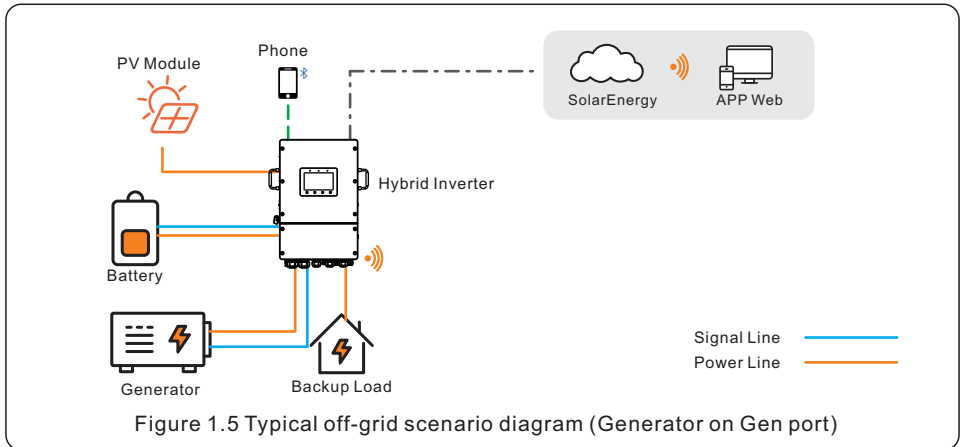 Phone
PV Module
SolarEnergy
APP Web
Hybrid Inverter
Battery
Signal Line
Power Line
Generator
Backup Load
Figure 1.5 Typical off-grid scenario diagram (Generator on Gen port)